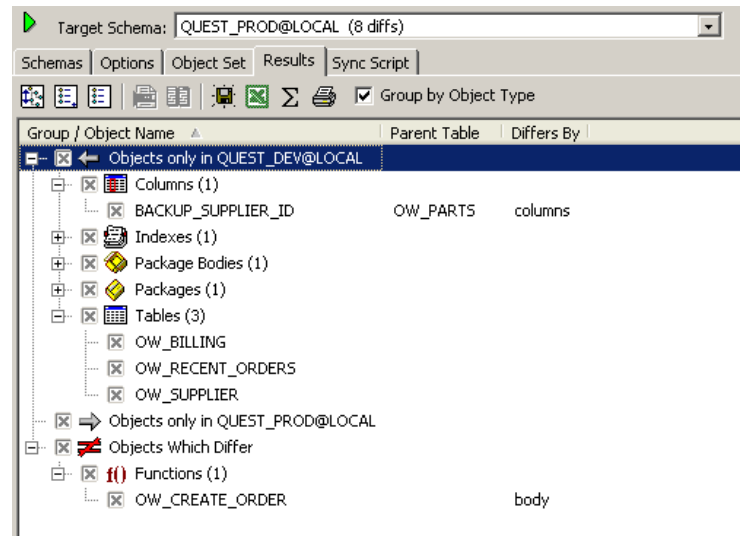 Target Schema: QUEST_PROD@LOCAL (8 diffs)
Schemas Options Object Set Results Sync Script
Group by Object Type
Group / Object Name Parent Table Differs By
Objects only in QUEST_DEV@LOCAL
Columns (1)
BACKUP_SUPPLIER_ID OW_PARTS columns
Indexes (1)
Package Bodies (1)
Packages (1)
Tables (3)
OW_BILLING
OW_RECENT_ORDERS
OW_SUPPLIER
Objects only in QUEST_PROD@LOCAL
Objects Which Differ
f() Functions (1)
OW_CREATE_ORDER body